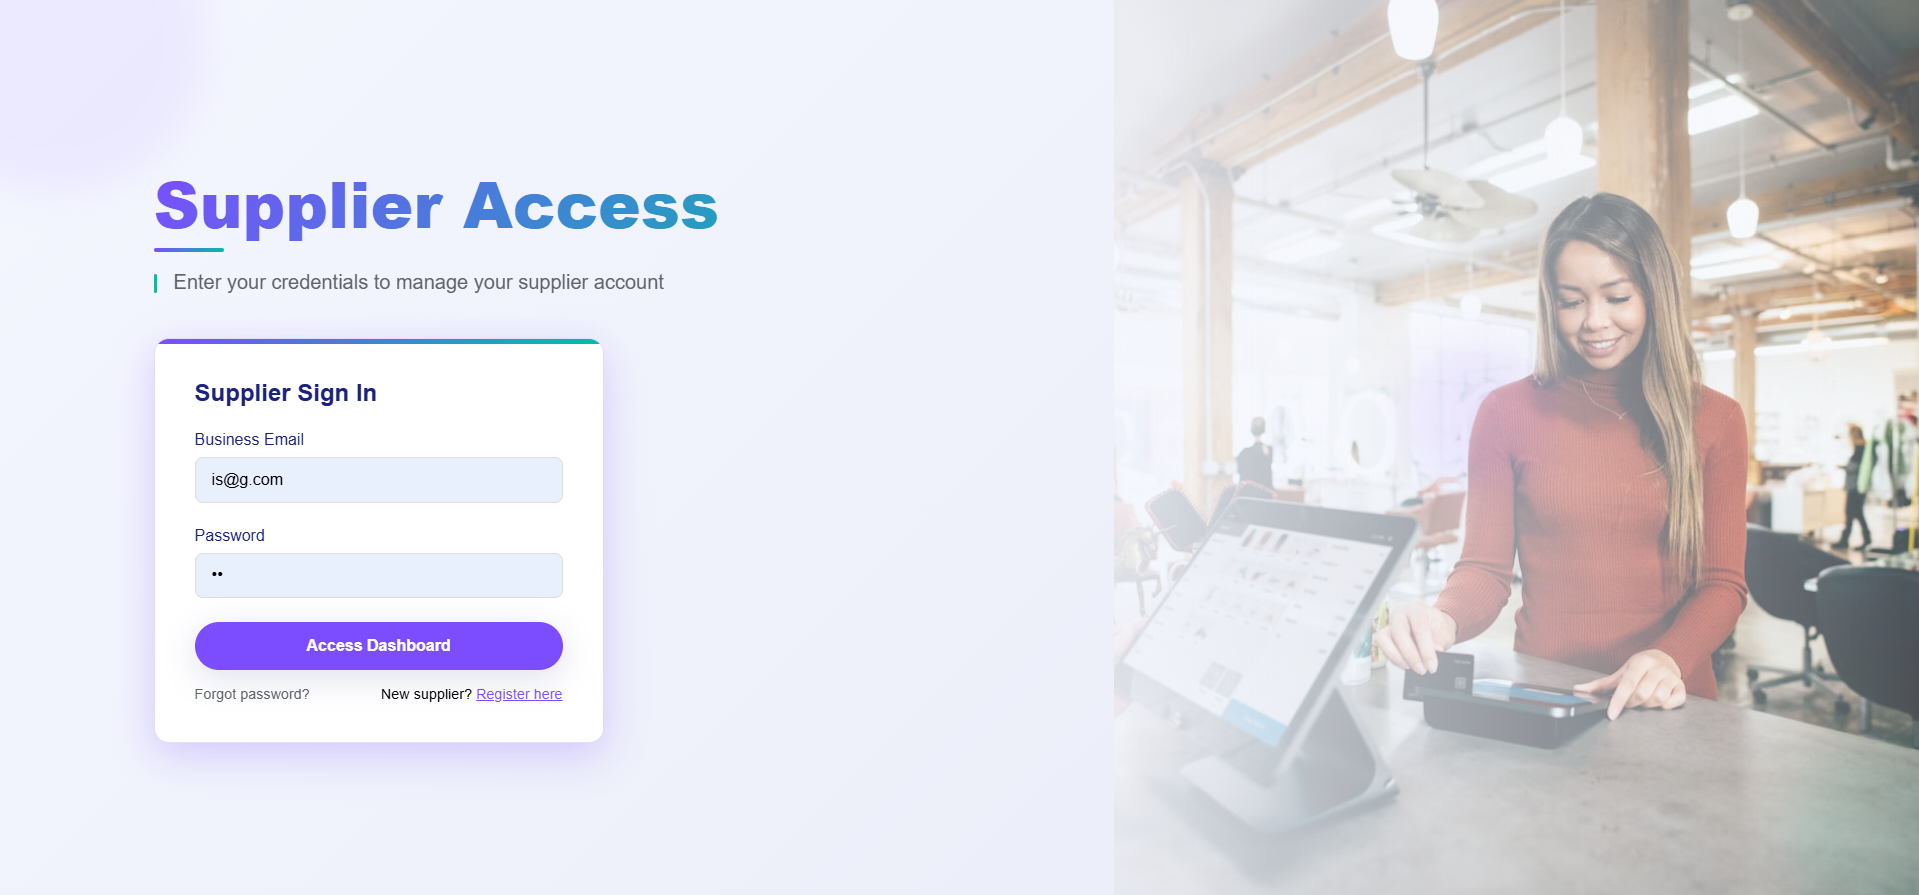 Supplier Access
Enter your credentials to manage your supplier account
Supplier Sign In
Business Email
is@g.com
Password
••
Access Dashboard
Forgot password?
New supplier? Register here